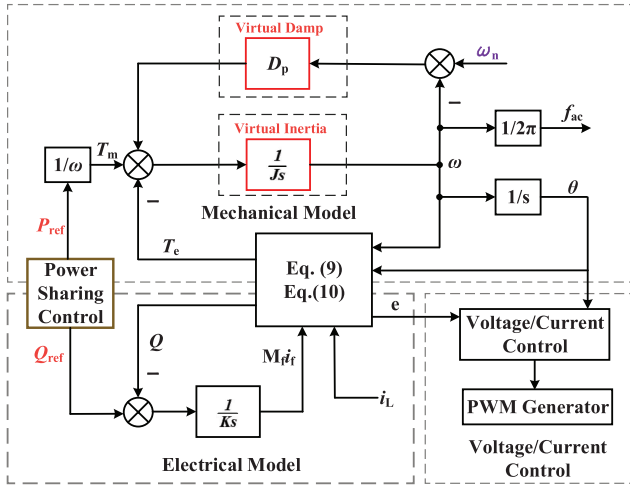 Virtual Damp
D_p
ω_n
Virtual Inertia
1/2π
f_ac
T_m
1/ω
1/Js
ω
Mechanical Model
1/s
θ
P_ref
T_e
Eq. (9)
Eq.(10)
Power
Sharing
Control
e
Voltage/Current
Control
Q_ref
Q
M_f i_f
1/Ks
i_L
PWM Generator
Electrical Model
Voltage/Current
Control